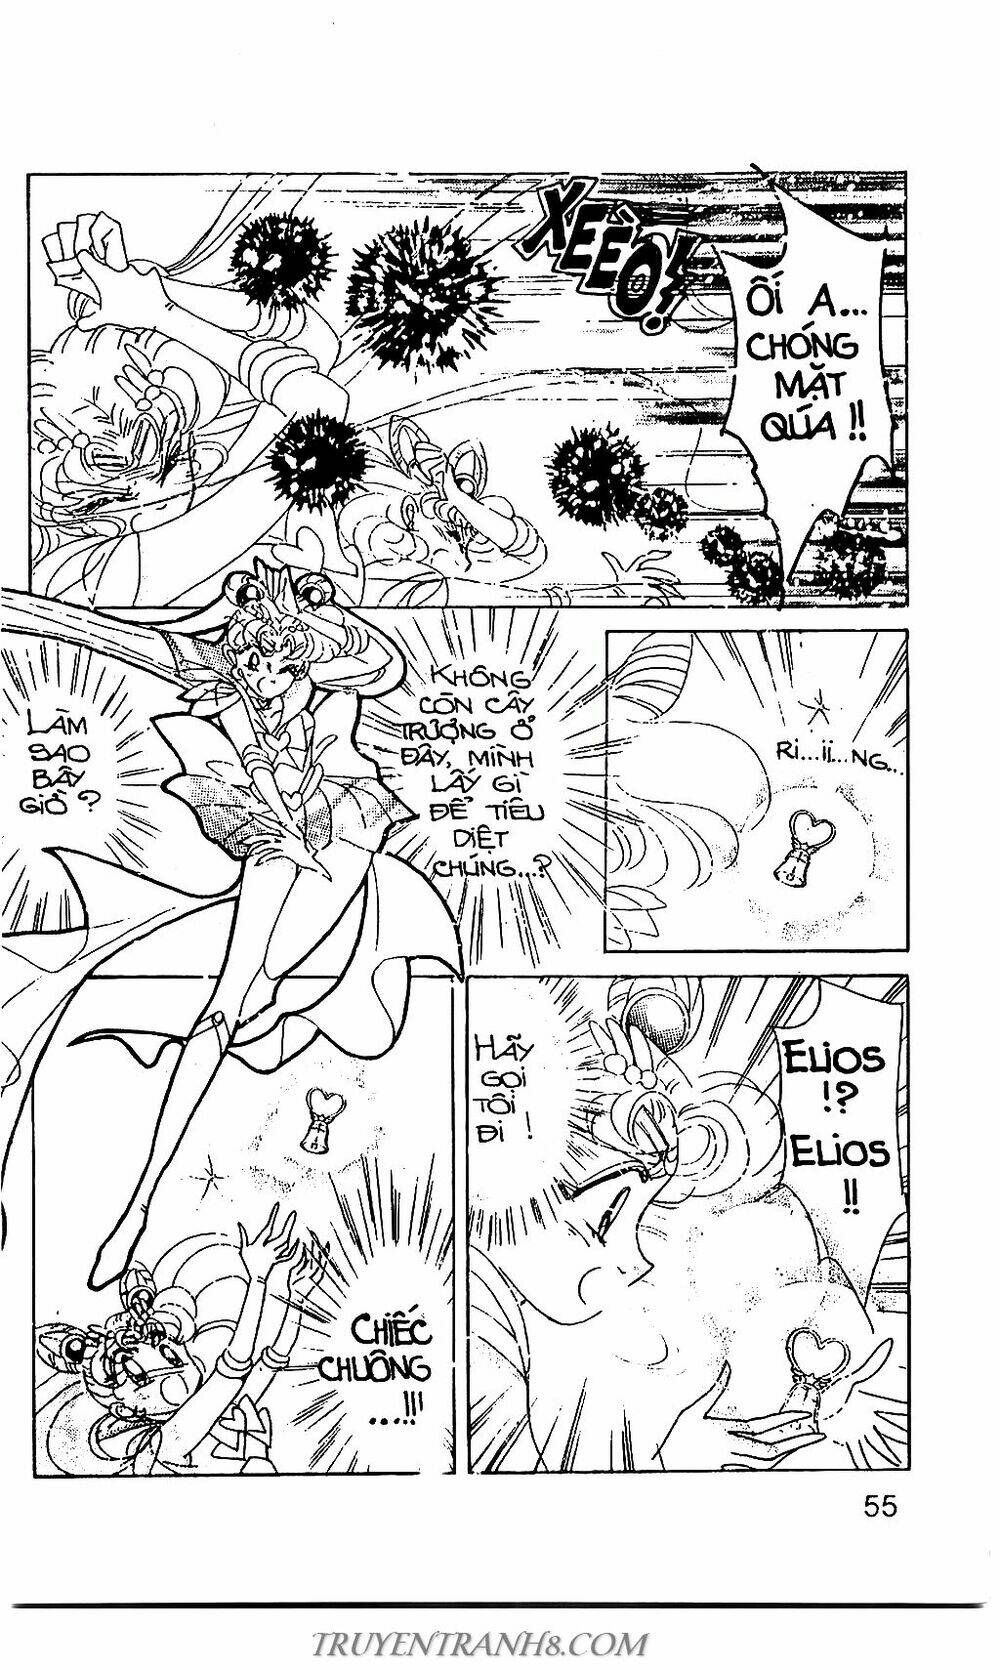 XEÈO!
ỐI A...
CHÓNG
MẶT
QÚA !!
LÀM
SAO
BÂY
GIỜ ?
KHÔNG
CÒN CÂY
TRƯỢNG Ở
ĐÂY, MÌNH
LẤY GÌ
ĐỂ TIÊU
DIỆT
CHÚNG...?
RI...II...NG...
CHIẾC
CHUÔNG
...!!!
HÃY
GỌI
TÔI
ĐI !
ELIOS
!?
ELIOS
!!
55
TRUYENTRANH8.COM